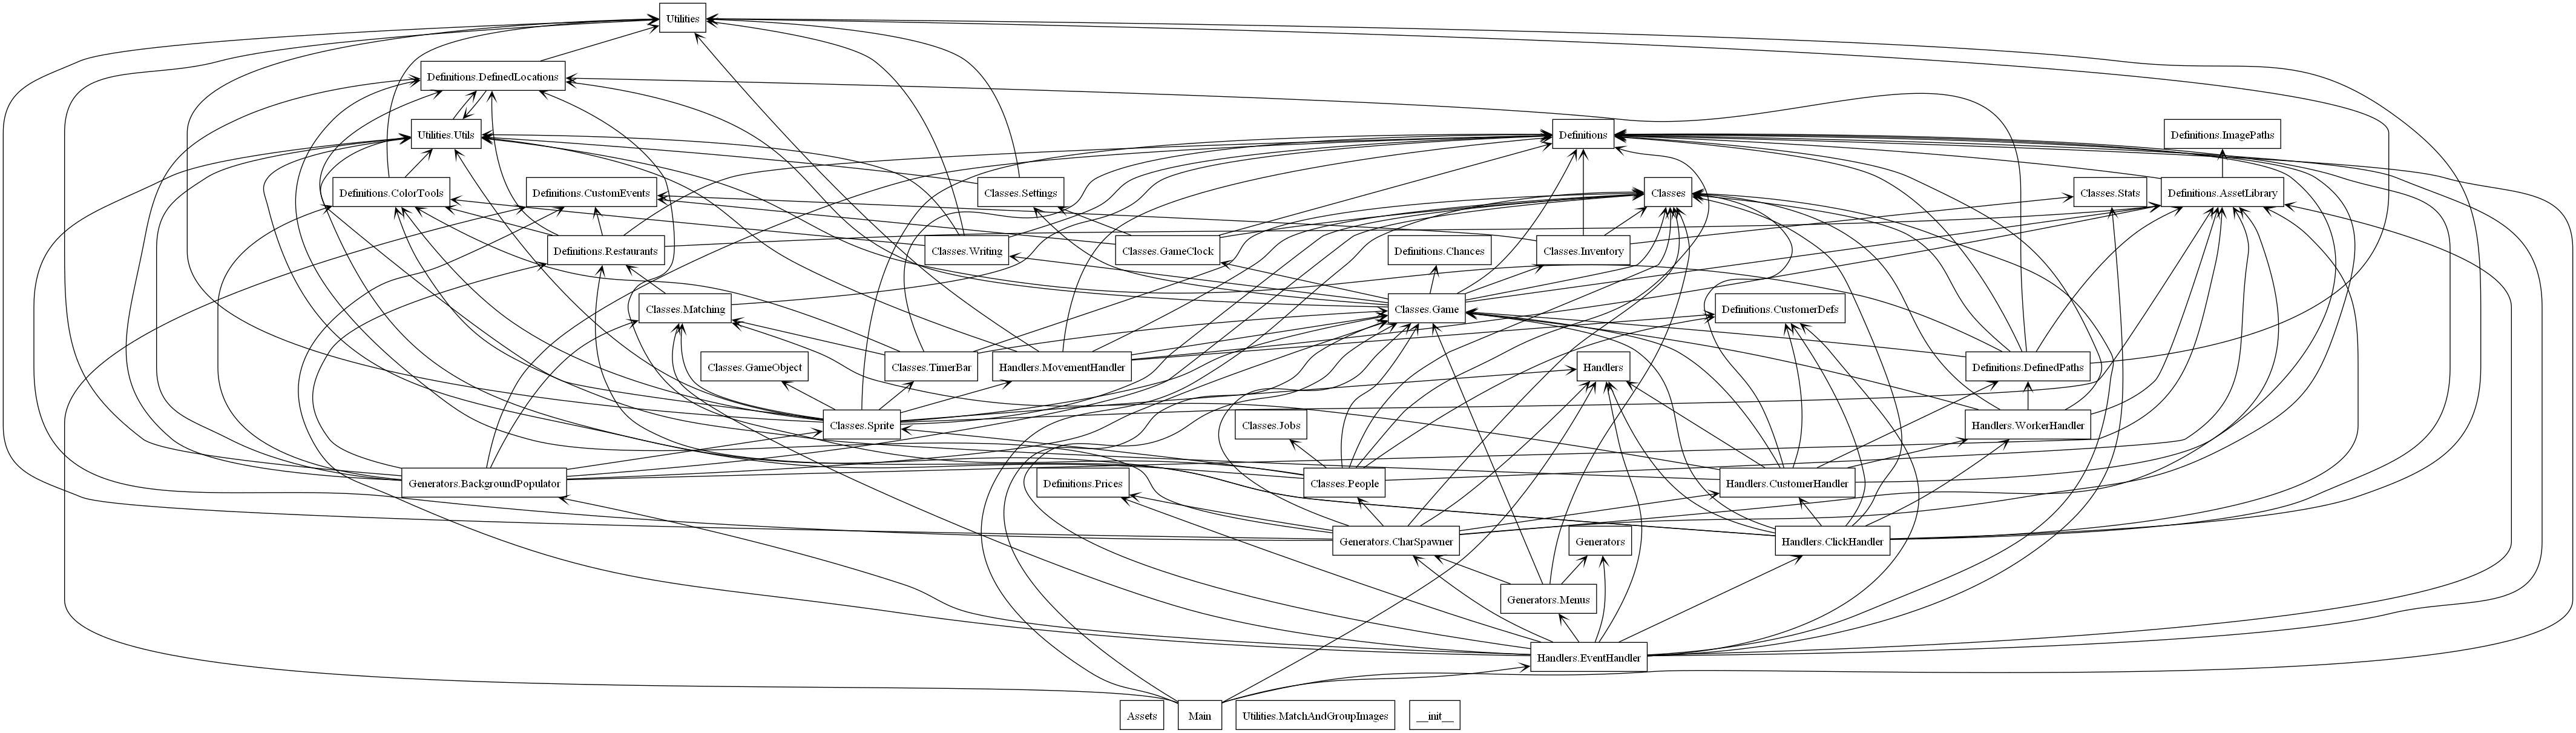 Utilities
Definitions.DefinedLocations
Utilities.Utils
Definitions
Definitions.ImagePaths
Definitions.ColorTools
Definitions.CustomEvents
Classes.Settings
Classes
Classes.Stats
Definitions.AssetLibrary
Definitions.Restaurants
Classes.Writing
Classes.GameClock
Definitions.Chances
Classes.Inventory
Classes.Matching
Classes.Game
Definitions.CustomerDefs
Classes.GameObject
Classes.TimerBar
Handlers.MovementHandler
Handlers
Definitions.DefinedPaths
Classes.Sprite
Classes.Jobs
Handlers.WorkerHandler
Generators.BackgroundPopulator
Definitions.Prices
Classes.People
Handlers.CustomerHandler
Generators.CharSpawner
Generators
Handlers.ClickHandler
Generators.Menus
Handlers.EventHandler
Assets
Main
Utilities.MatchAndGroupImages
__init__